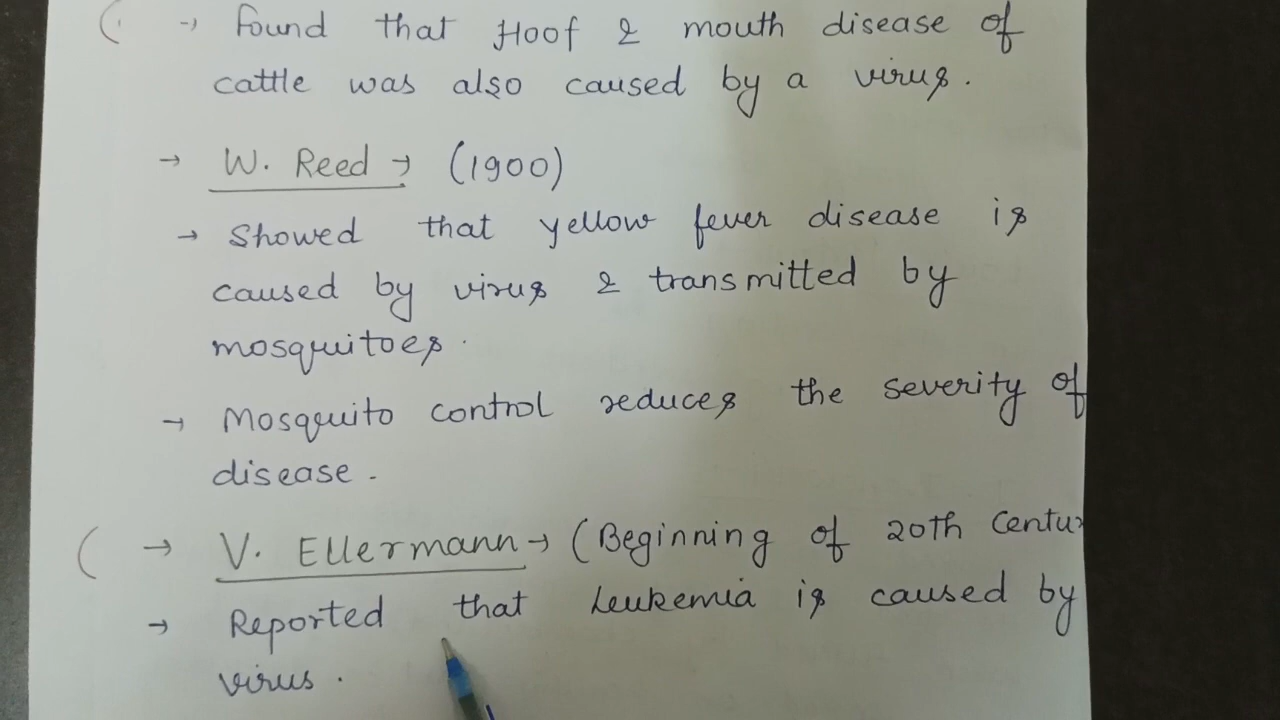 → Found that Hoof & mouth disease of
cattle was also caused by a virus.
→ W. Reed → (1900)
→ Showed that yellow fever disease is
caused by virus & transmitted by
mosquitoes.
→ Mosquito control reduces the severity of
disease.
→ V. Ellermann → (Beginning of 20th Centu
→ Reported that Leukemia is caused by
virus.